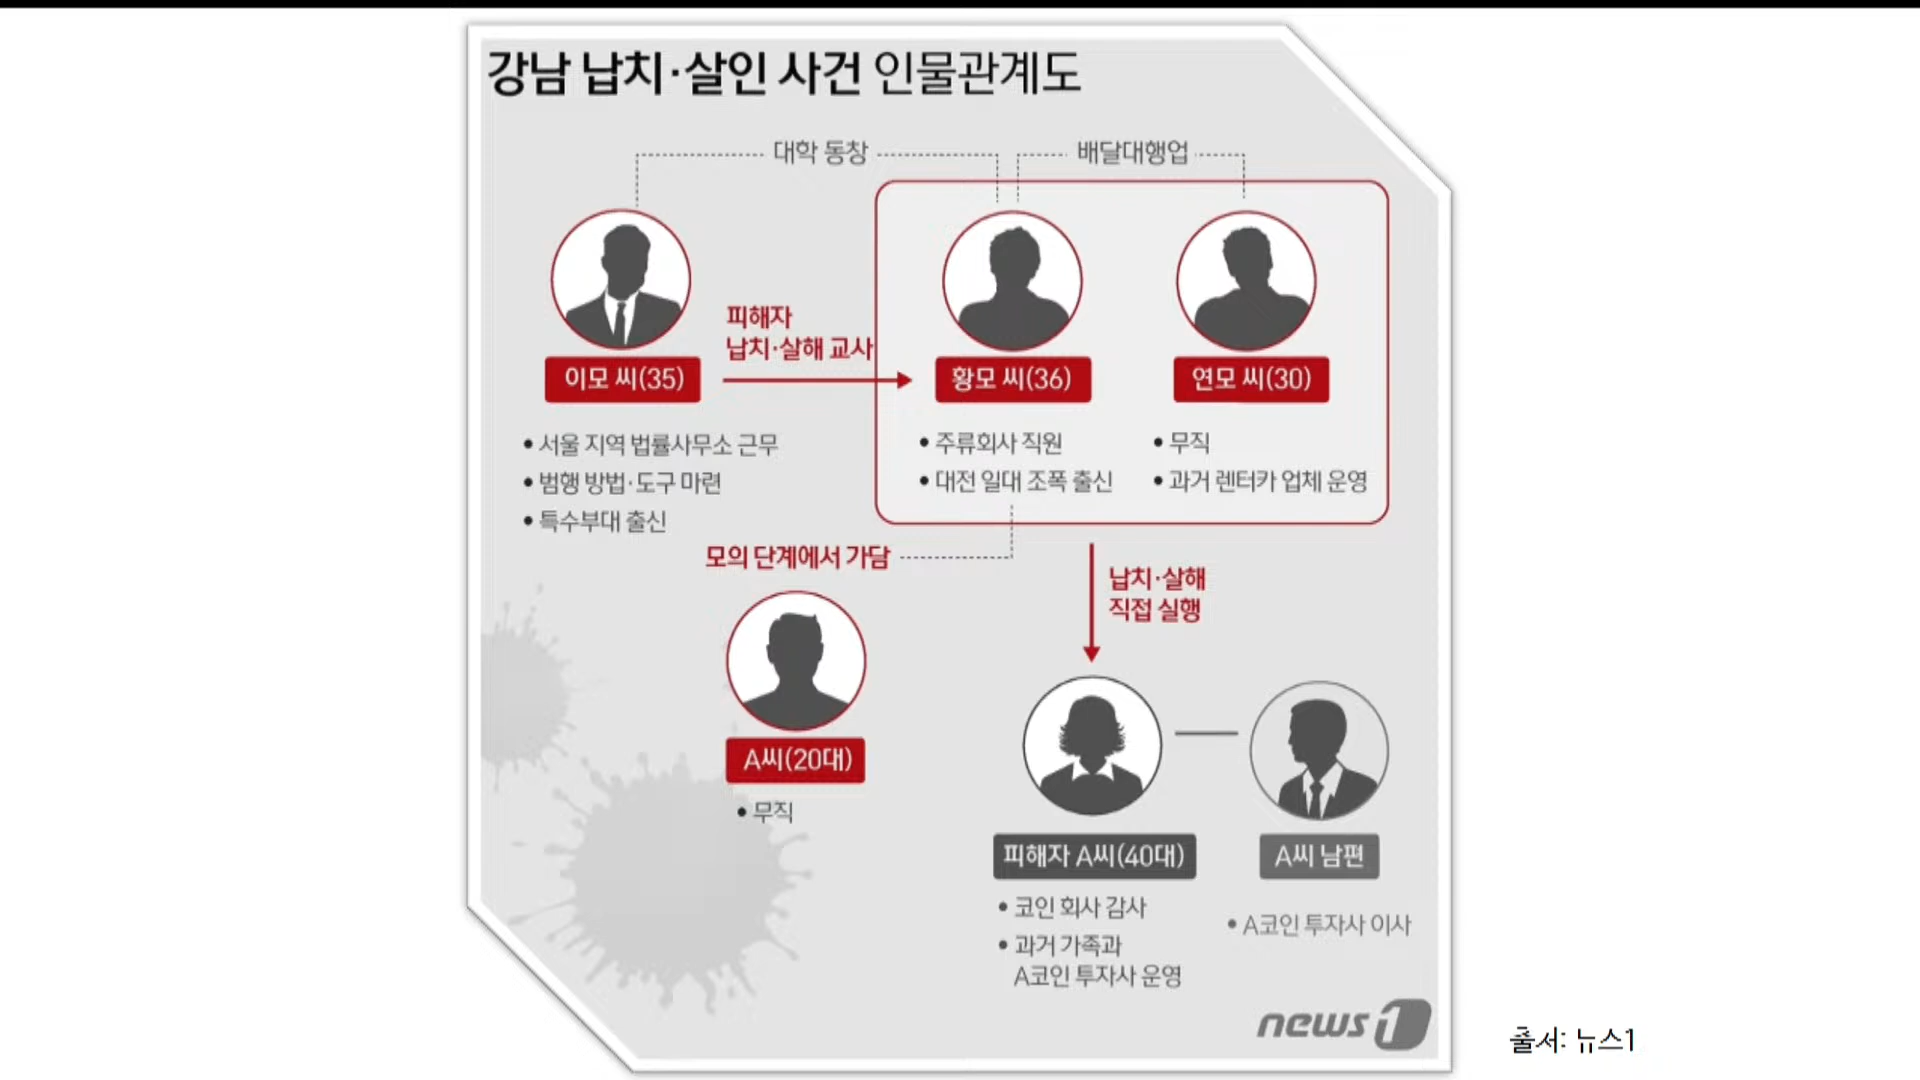 강남 납치·살인 사건 인물관계도
대학 동창
배달대행업
피해자
납치·살해 교사
이모 씨(35)
황모 씨(36)
연모 씨(30)
• 서울 지역 법률사무소 근무
• 범행 방법·도구 마련
• 특수부대 출신
• 주류회사 직원
• 대전 일대 조폭 출신
• 무직
• 과거 렌터카 업체 운영
모의 단계에서 가담
납치·살해
직접 실행
A씨(20대)
• 무직
피해자 A씨(40대)
A씨 남편
• 코인 회사 감사
• 과거 가족과
A코인 투자사 운영
• A코인 투자사 이사
news1
출처: 뉴스1